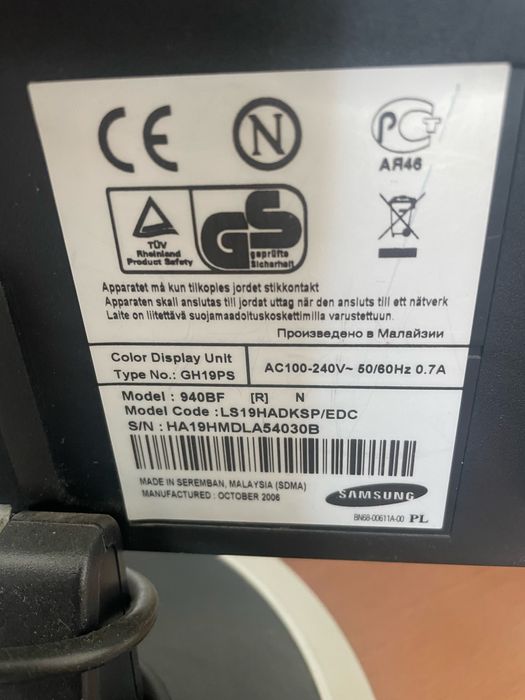 CE N PCT
АЯ46
TÜV
Rheinland
Product Safety
GS
geprüfte
Sicherheit
Apparatet må kun tilkoples jordet stikkontakt
Apparaten skall anslutas till jordat uttag när den ansluts till ett nätverk
Laite on liitettävä suojamaadoituskoskettimilla varustettuun.
Произведено в Малайзии
Color Display Unit
Type No.: GH19PS
AC100-240V~ 50/60Hz 0.7A
Model : 940BF [R] N
Model Code : LS19HADKSP/EDC
S/N : HA19HMDLA54030B
MADE IN SEREMBAN, MALAYSIA (SDMA)
MANUFACTURED : OCTOBER 2006
SAMSUNG
BN68-00611A-00 PL